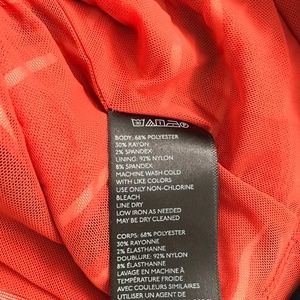 BODY: 68% POLYESTER
30% RAYON
2% SPANDEX
LINING: 92% NYLON
8% SPANDEX
MACHINE WASH COLD
WITH LIKE COLORS
USE ONLY NON-CHLORINE
BLEACH
LINE DRY
LOW IRON AS NEEDED
MAY BE DRY CLEANED
CORPS: 68% POLYESTER
30% RAYONNE
2% ÉLASTHANNE
DOUBLURE: 92% NYLON
8% ÉLASTHANNE
LAVAGE EN MACHINE À
TEMPÉRATURE FROIDE
AVEC COULEURS SIMILAIRES
UTILISER UN AGENT DE